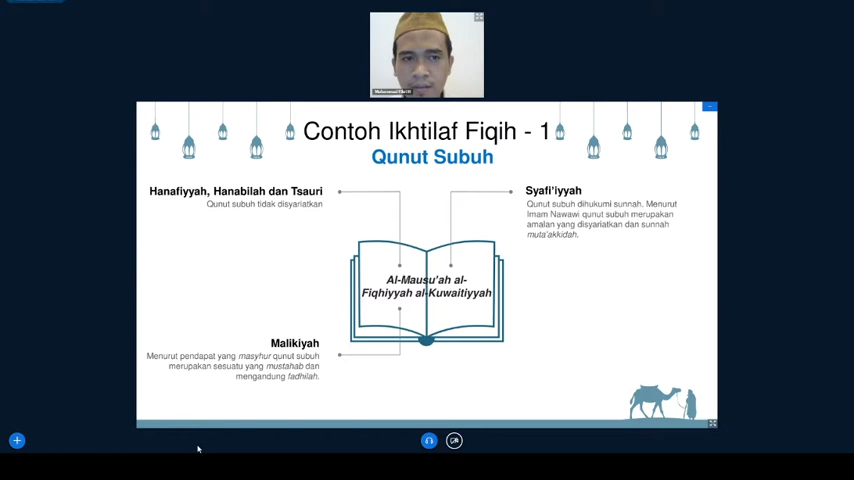 Contoh Ikhtilaf Fiqih - 1
Qunut Subuh
Hanafiyyah, Hanabilah dan Tsauri
Qunut subuh tidak disyariatkan
Syafi'iyyah
Qunut subuh dihukumi sunnah. Menurut
Imam Nawawi qunut subuh merupakan
amalan yang disyariatkan dan sunnah
muta'akkidah.
Al-Mausu'ah al-
Fiqhiyyah al-Kuwaitiyyah
Malikiyah
Menurut pendapat yang masyhur qunut subuh
merupakan sesuatu yang mustahab dan
mengandung fadhilah.